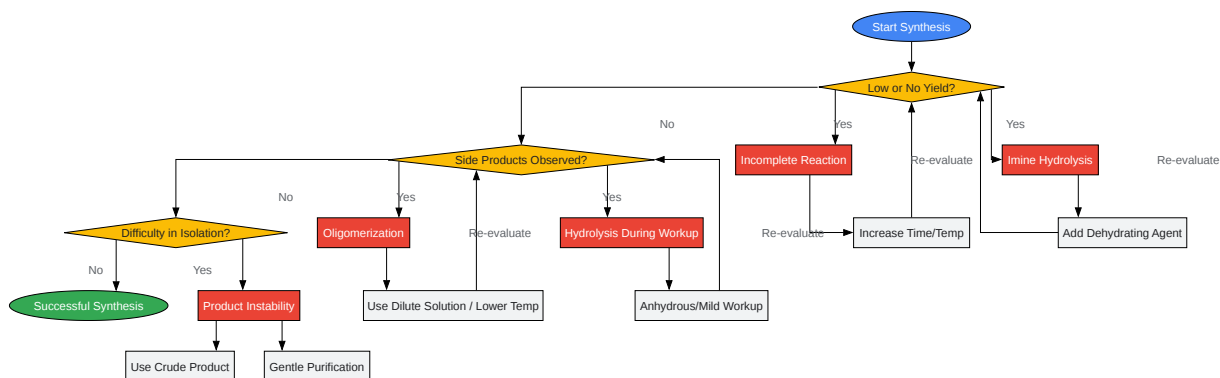 Start Synthesis
Low or No Yield?
No
Yes
Yes
Side Products Observed?
Incomplete Reaction
Re-evaluate
Imine Hydrolysis
Re-evaluate
No
Yes
Yes
Difficulty in Isolation?
Oligomerization
Re-evaluate
Hydrolysis During Workup
Re-evaluate
Increase Time/Temp
Add Dehydrating Agent
No
Yes
Successful Synthesis
Product Instability
Use Dilute Solution / Lower Temp
Anhydrous/Mild Workup
Use Crude Product
Gentle Purification